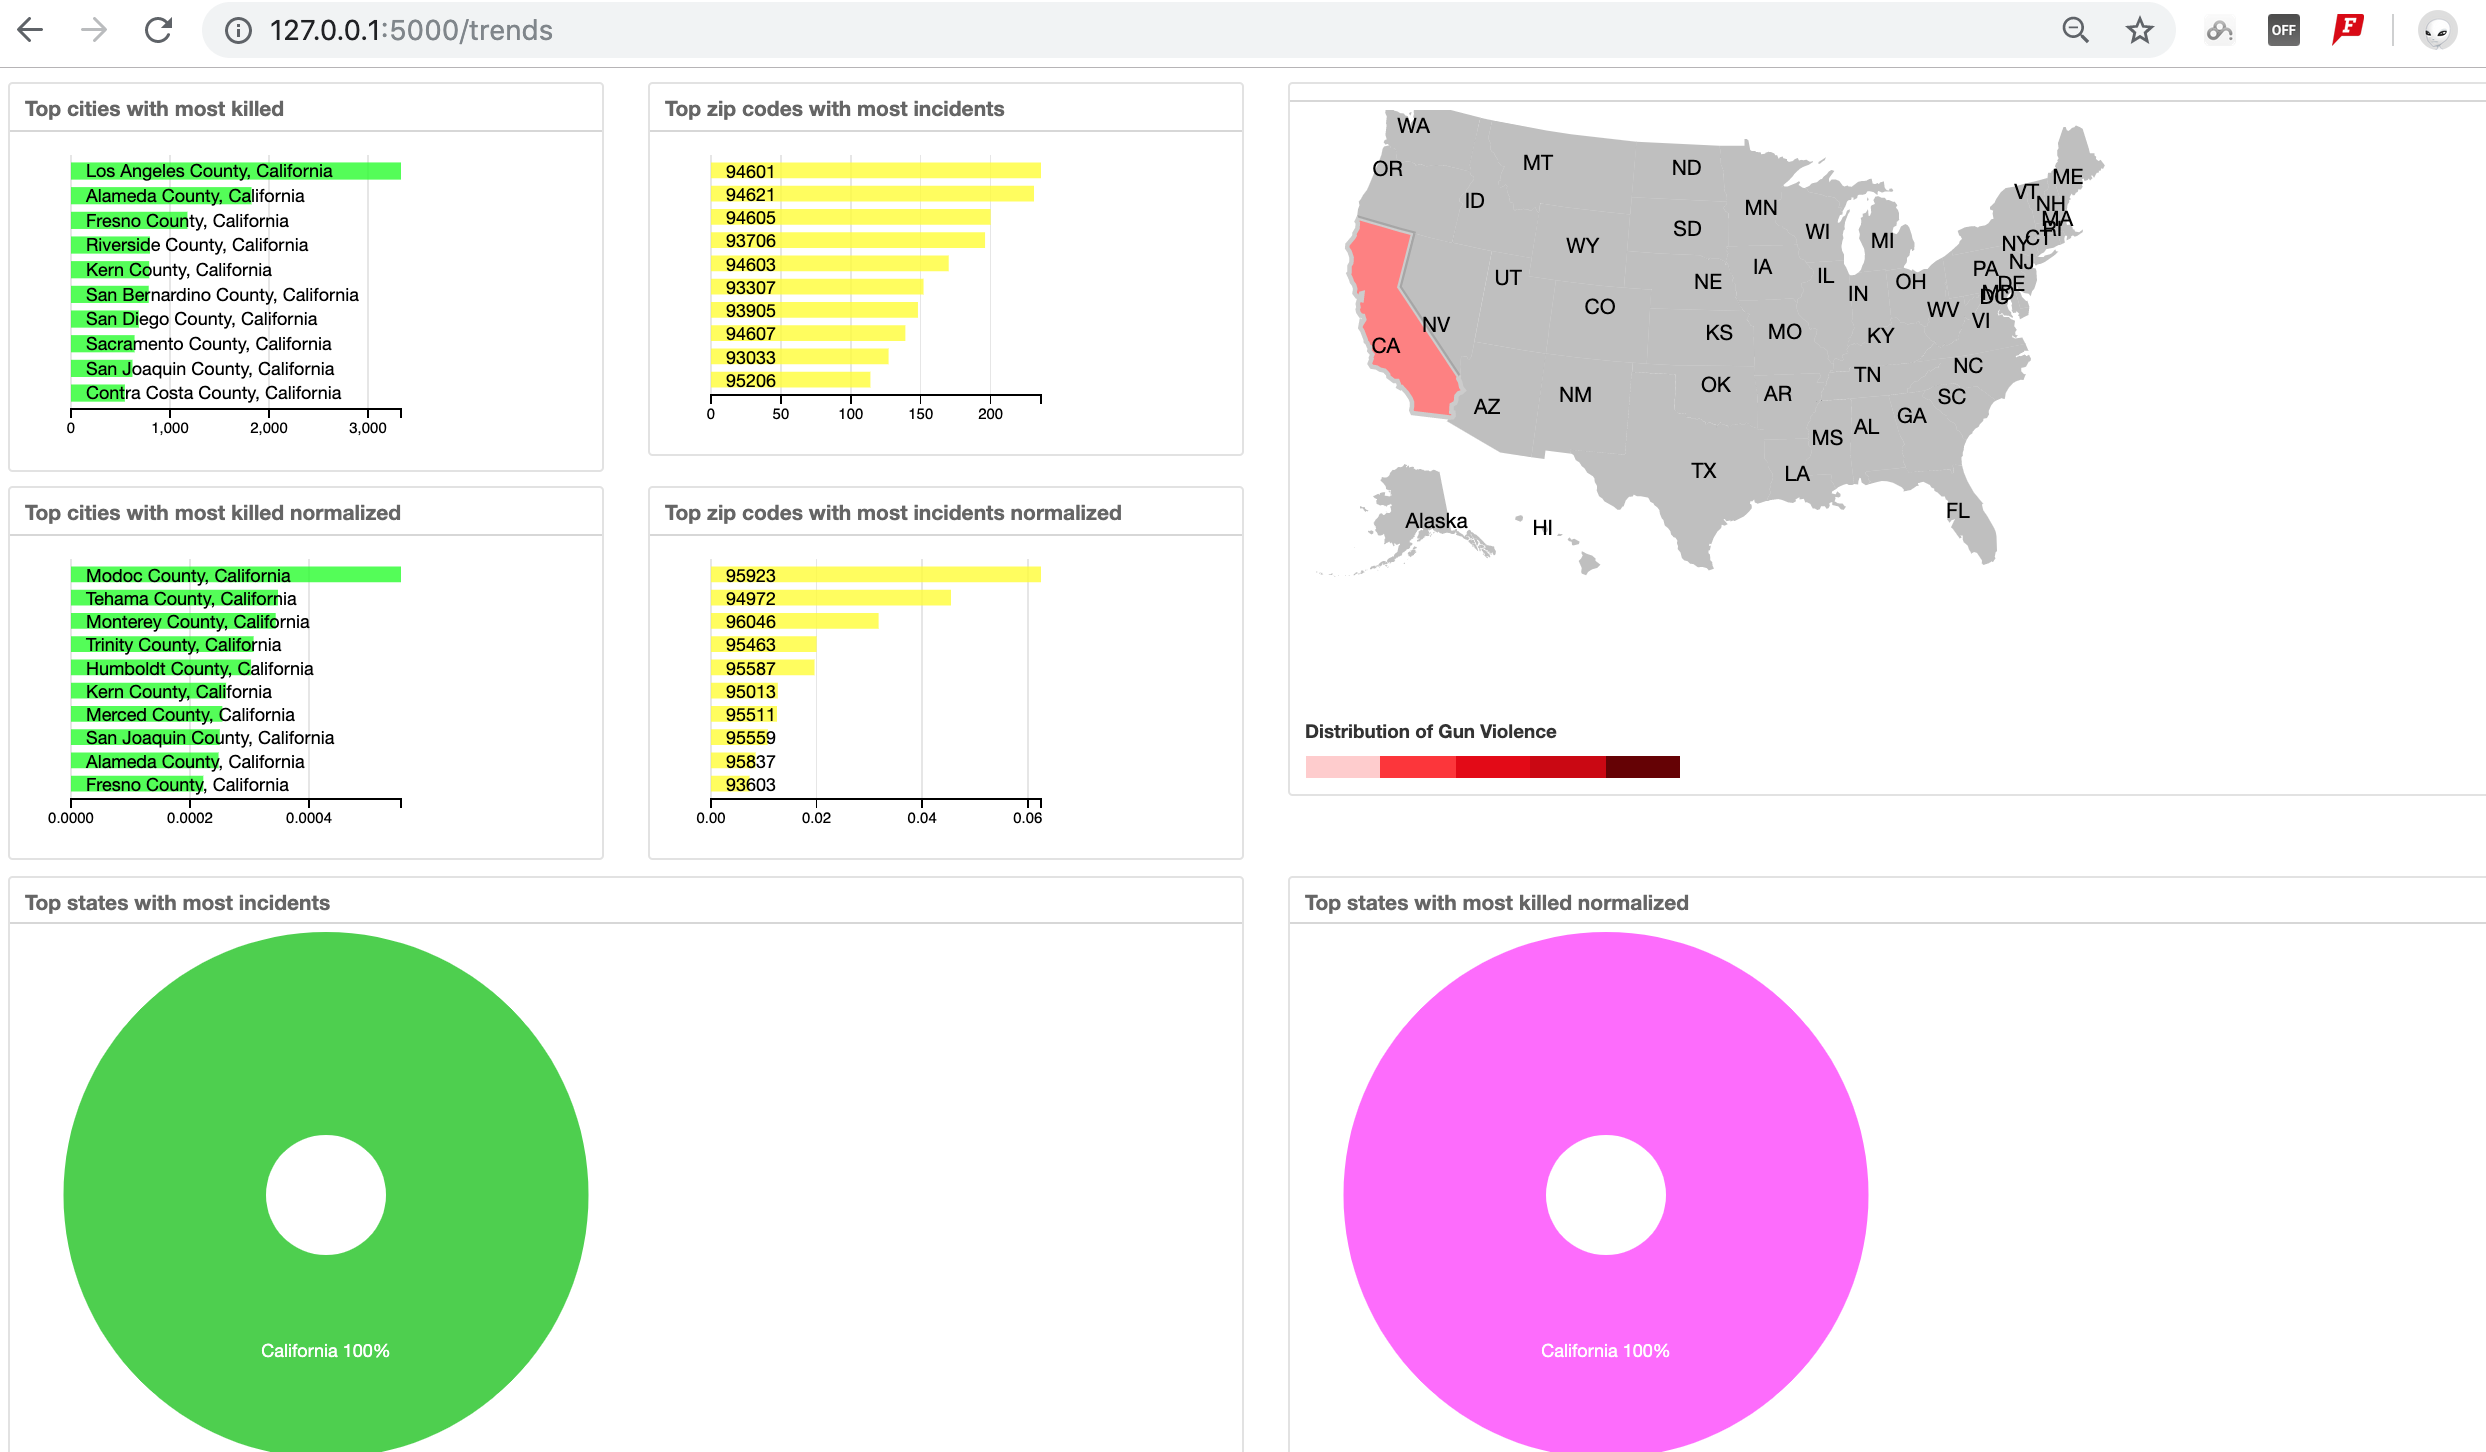 127.0.0.1:5000/trends
OFF
F
Top cities with most killed
Los Angeles County, California
Alameda County, California
Fresno County, California
Riverside County, California
Kern County, California
San Bernardino County, California
San Diego County, California
Sacramento County, California
San Joaquin County, California
Contra Costa County, California
0 1,000 2,000 3,000
Top zip codes with most incidents
94601
94621
94605
93706
94603
93307
93905
94607
93033
95206
0 50 100 150 200
WA
OR
MT
ID
ND
MN
SD
WI
MI
WY
UT
NE
IA
IL
IN
OH
CO
NV
CA
KS
MO
KY
WV
VI
PA
NY
NJ
DE
MD
DC
CT
RI
MA
NH
VT
ME
AZ
NM
OK
AR
TN
NC
SC
GA
AL
MS
LA
TX
FL
Alaska
HI
Distribution of Gun Violence
Top cities with most killed normalized
Modoc County, California
Tehama County, California
Monterey County, California
Trinity County, California
Humboldt County, California
Kern County, California
Merced County, California
San Joaquin County, California
Alameda County, California
Fresno County, California
0.0000 0.0002 0.0004
Top zip codes with most incidents normalized
95923
94972
96046
95463
95587
95013
95511
95559
95837
93603
0.00 0.02 0.04 0.06
Top states with most incidents
California 100%
Top states with most killed normalized
California 100%